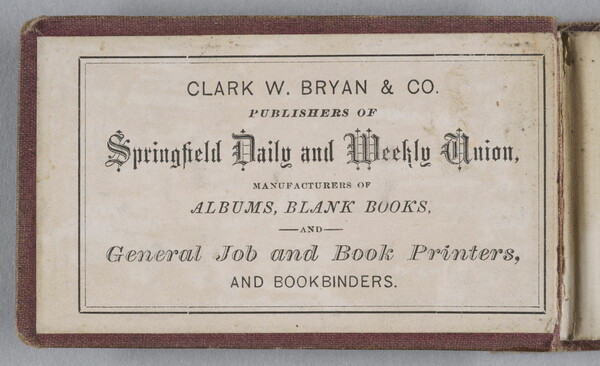 CLARK W. BRYAN & CO.
PUBLISHERS OF
Springfield Daily and Weekly Union,
MANUFACTURERS OF
ALBUMS, BLANK BOOKS,
—AND—
General Job and Book Printers,
AND BOOKBINDERS.